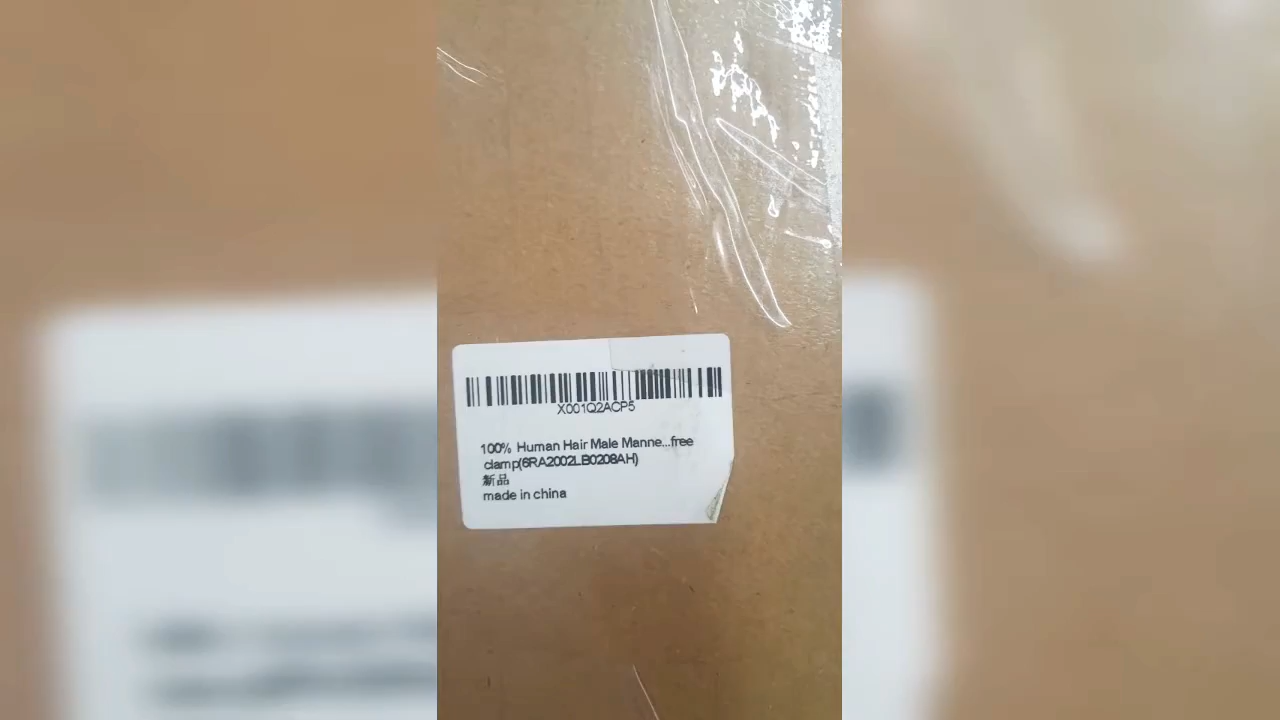 X001Q2ACP5
100% Human Hair Male Manne...free
clamp(6RA2002LB0208AH)
新品
made in china